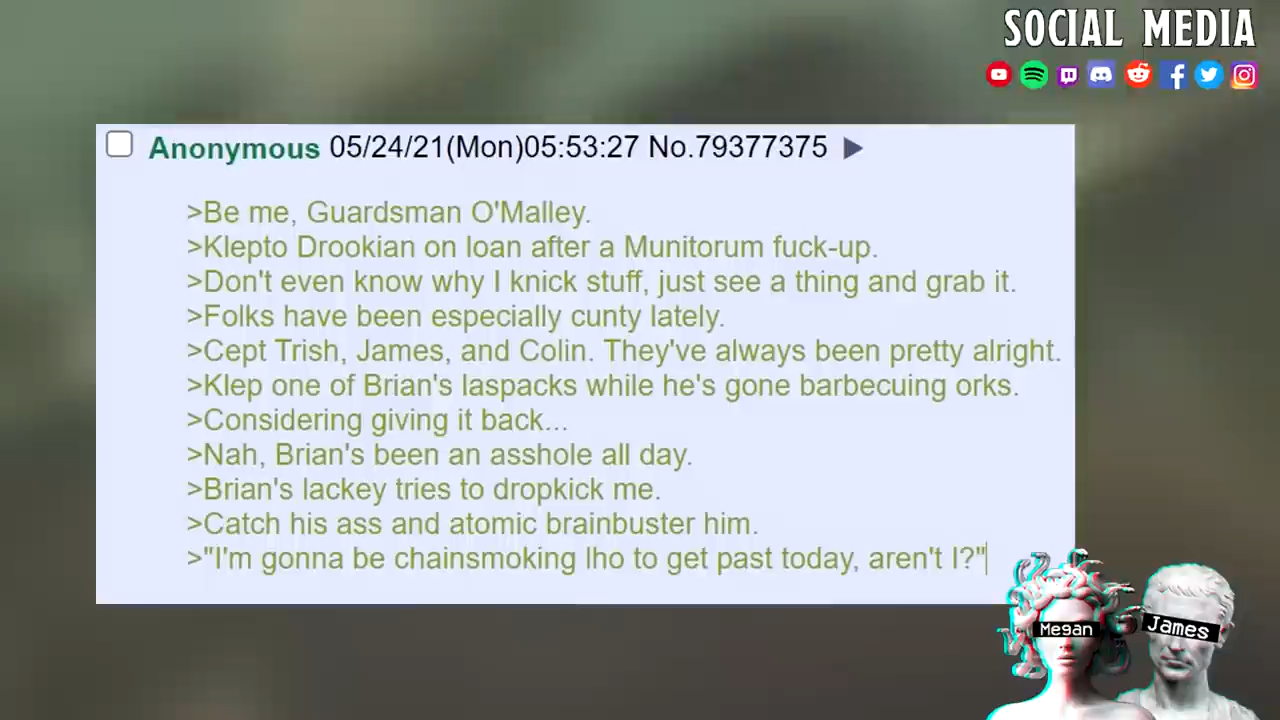 SOCIAL MEDIA
Anonymous 05/24/21(Mon)05:53:27 No.79377375
>Be me, Guardsman O'Malley.
>Klepto Drookian on loan after a Munitorum fuck-up.
>Don't even know why I knick stuff, just see a thing and grab it.
>Folks have been especially cunty lately.
>Cept Trish, James, and Colin. They've always been pretty alright.
>Klep one of Brian's laspacks while he's gone barbecuing orks.
>Considering giving it back...
>Nah, Brian's been an asshole all day.
>Brian's lackey tries to dropkick me.
>Catch his ass and atomic brainbuster him.
>"I'm gonna be chainsmoking lho to get past today, aren't I?"
Megan
James